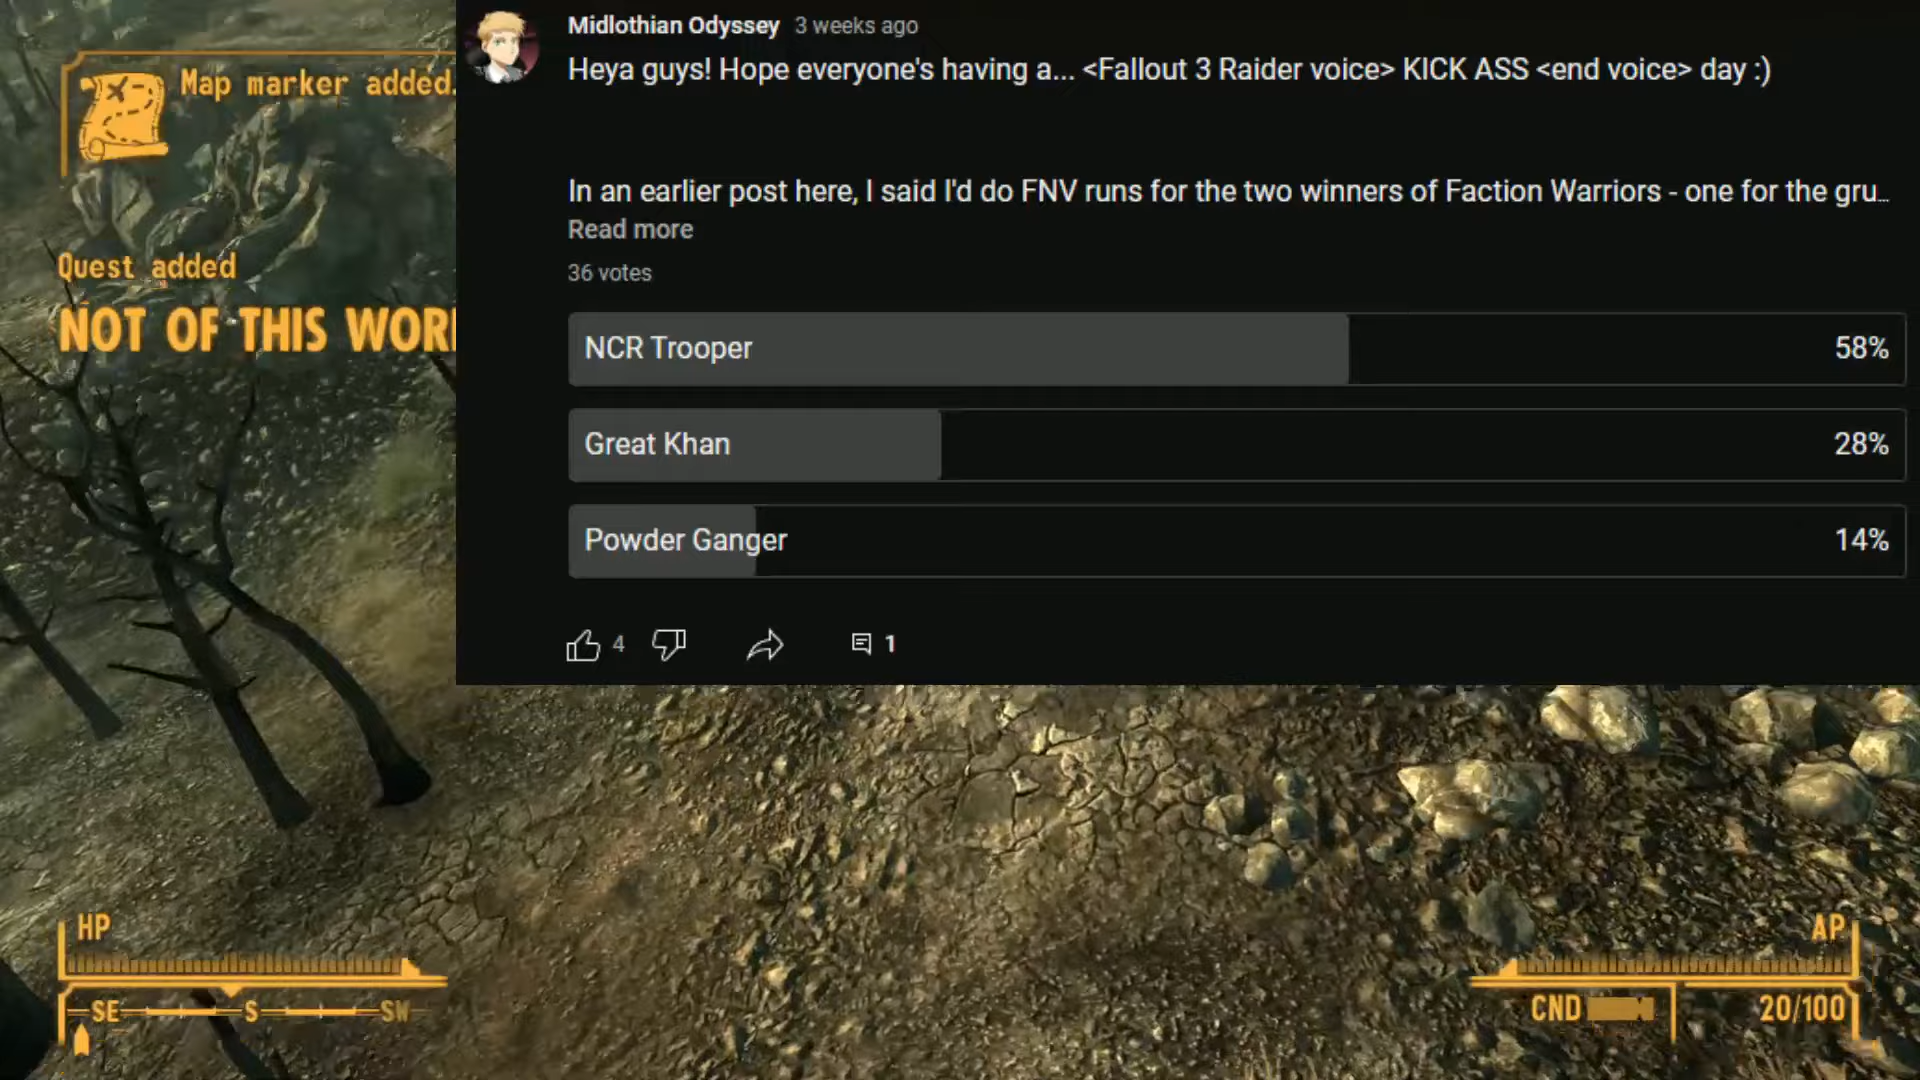 Map marker added.
Quest added
NOT OF THIS WORL
Midlothian Odyssey 3 weeks ago
Heya guys! Hope everyone's having a... <Fallout 3 Raider voice> KICK ASS <end voice> day :)
In an earlier post here, I said I'd do FNV runs for the two winners of Faction Warriors - one for the gru...
Read more
36 votes
NCR Trooper 58%
Great Khan 28%
Powder Ganger 14%
4 1
HP
SE S SW
AP
CND 20/100